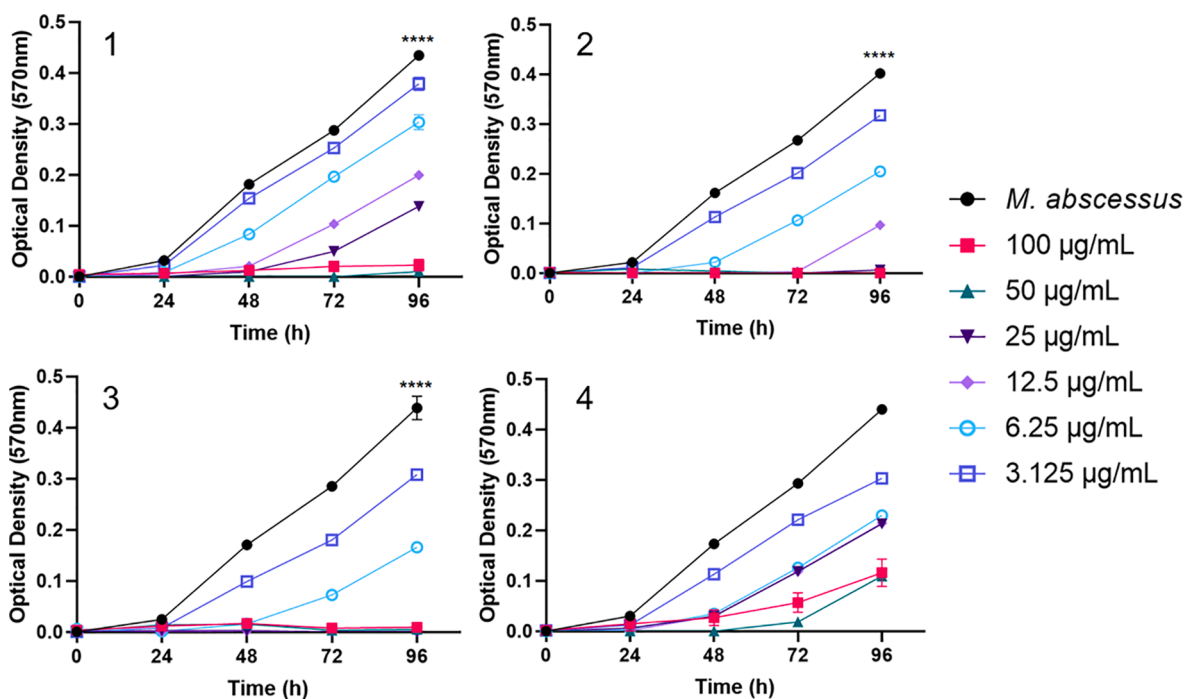 1
****
Optical Density (570nm)
0.5
0.4
0.3
0.2
0.1
0.0
0 24 48 72 96
Time (h)
2
****
Optical Density (570nm)
0.5
0.4
0.3
0.2
0.1
0.0
0 24 48 72 96
Time (h)
3
****
Optical Density (570nm)
0.5
0.4
0.3
0.2
0.1
0.0
0 24 48 72 96
Time (h)
4
Optical Density (570nm)
0.5
0.4
0.3
0.2
0.1
0.0
0 24 48 72 96
Time (h)
M. abscessus
100 µg/mL
50 µg/mL
25 µg/mL
12.5 µg/mL
6.25 µg/mL
3.125 µg/mL